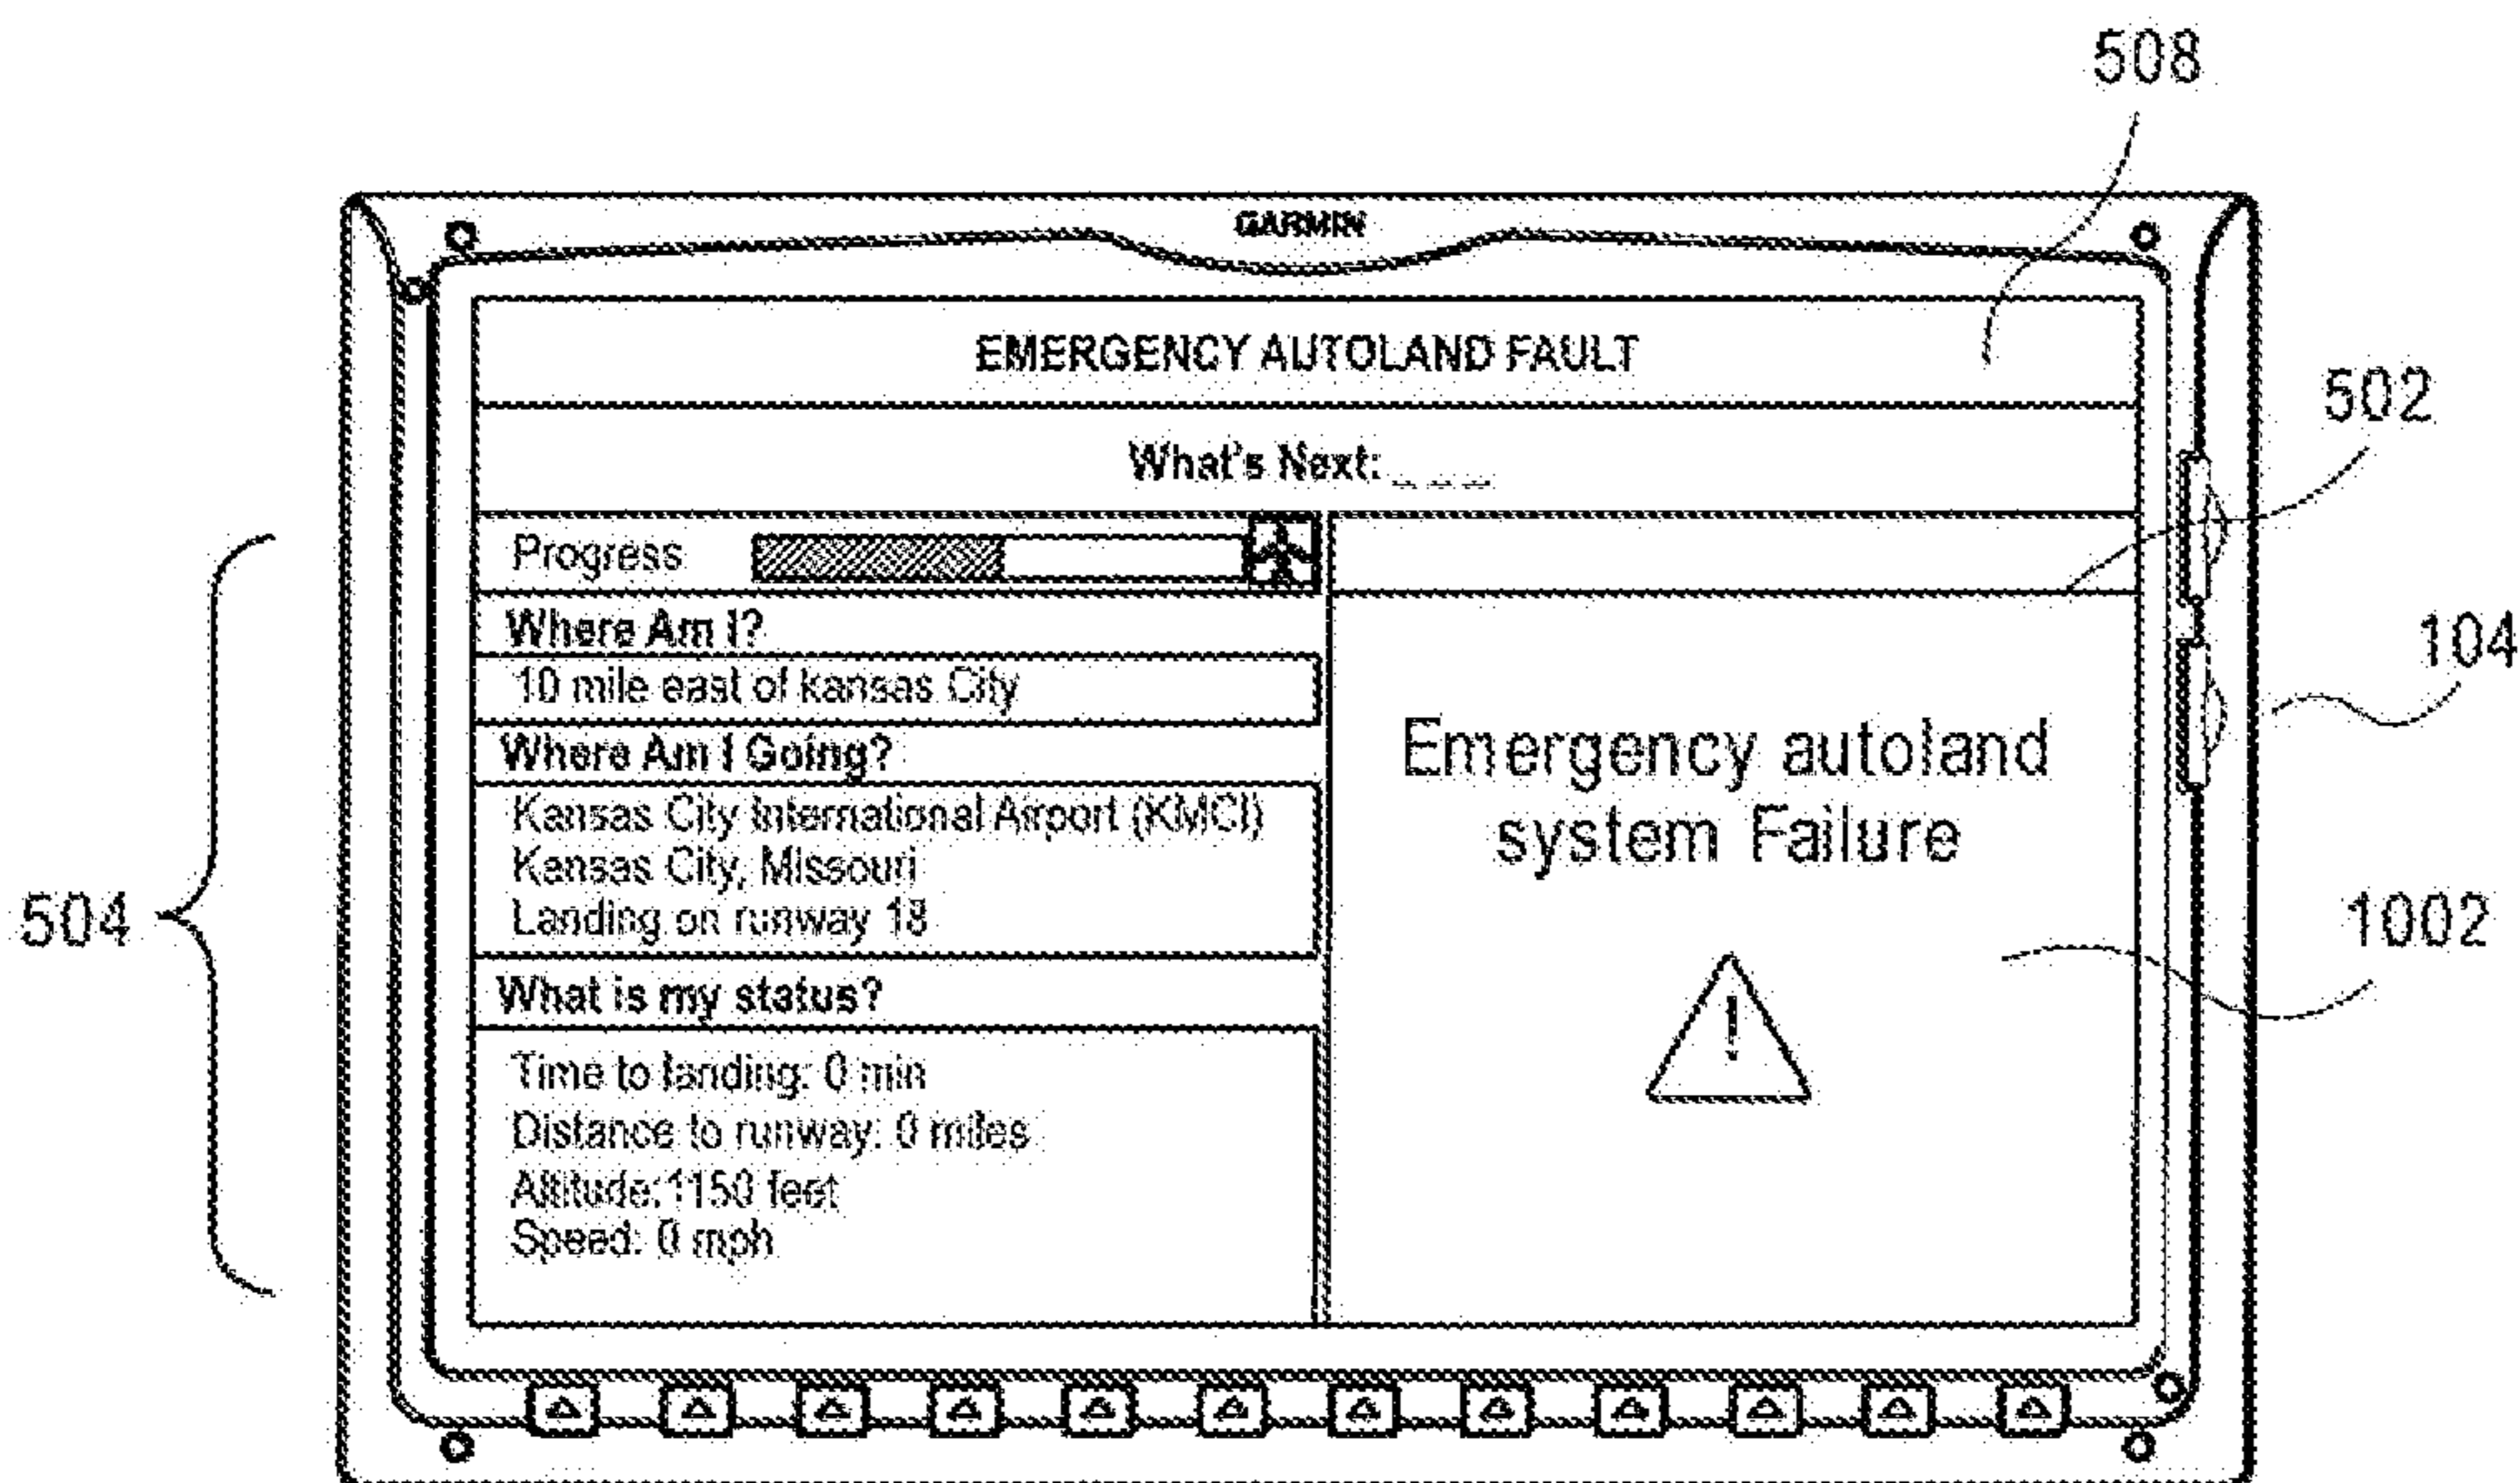 508
GARMIN
EMERGENCY AUTOLAND FAULT
502
What's Next: _ _ _
Progress
Where Am I?
104
10 mile east of kansas City
Where Am I Going?
Emergency autoland
system Failure
Kansas City International Airport (KMCI)
Kansas City, Missouri
Landing on runway 18
504
1002
What is my status?
!
Time to landing: 0 min
Distance to runway: 0 miles
Altitude: 1150 feet
Speed: 0 mph